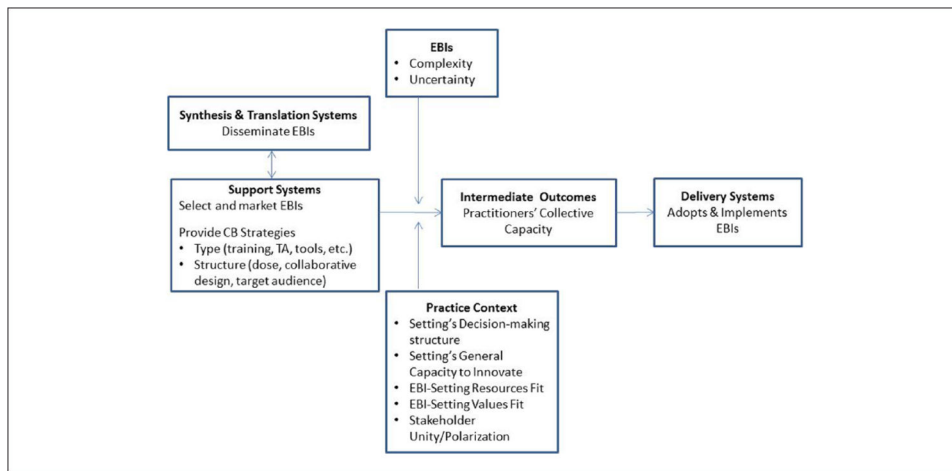 EBIs
• Complexity
• Uncertainty
Synthesis & Translation Systems
Disseminate EBIs
Support Systems
Select and market EBIs
Provide CB Strategies
• Type (training, TA, tools, etc.)
• Structure (dose, collaborative
design, target audience)
Intermediate Outcomes
Practitioners' Collective
Capacity
Delivery Systems
Adopts & Implements
EBIs
Practice Context
• Setting's Decision-making
structure
• Setting's General
Capacity to Innovate
• EBI-Setting Resources Fit
• EBI-Setting Values Fit
• Stakeholder
Unity/Polarization